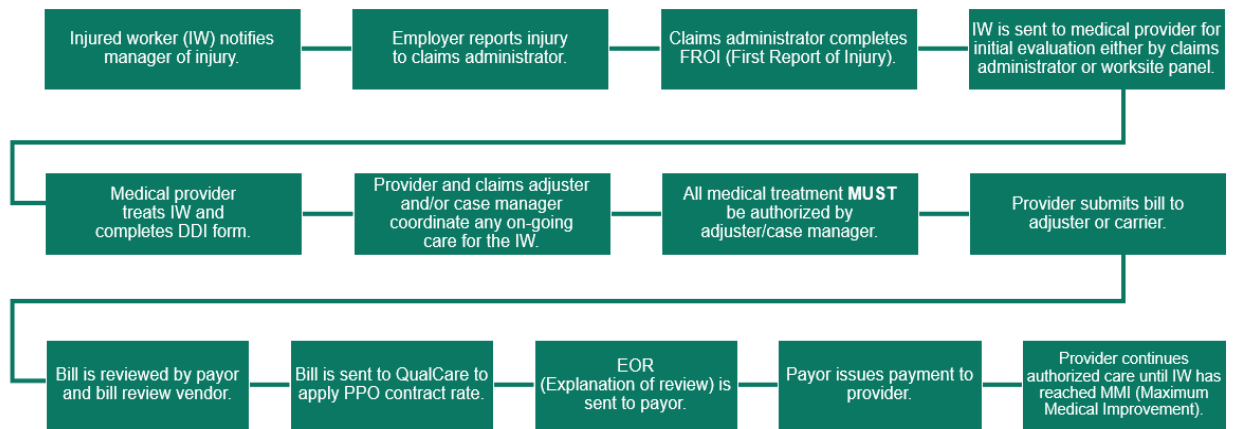 Injured worker (IW) notifies
manager of injury.
Employer reports injury
to claims administrator.
Claims administrator completes
FROI (First Report of Injury).
IW is sent to medical provider for
initial evaluation either by claims
administrator or worksite panel.
Medical provider
treats IW and
completes DDI form.
Provider and claims adjuster
and/or case manager
coordinate any on-going
care for the IW.
All medical treatment MUST
be authorized by
adjuster/case manager.
Provider submits bill to
adjuster or carrier.
Bill is reviewed by payor
and bill review vendor.
Bill is sent to QualCare to
apply PPO contract rate.
EOR
(Explanation of review) is
sent to payor.
Payor issues payment to
provider.
Provider continues
authorized care until IW has
reached MMI (Maximum
Medical Improvement).